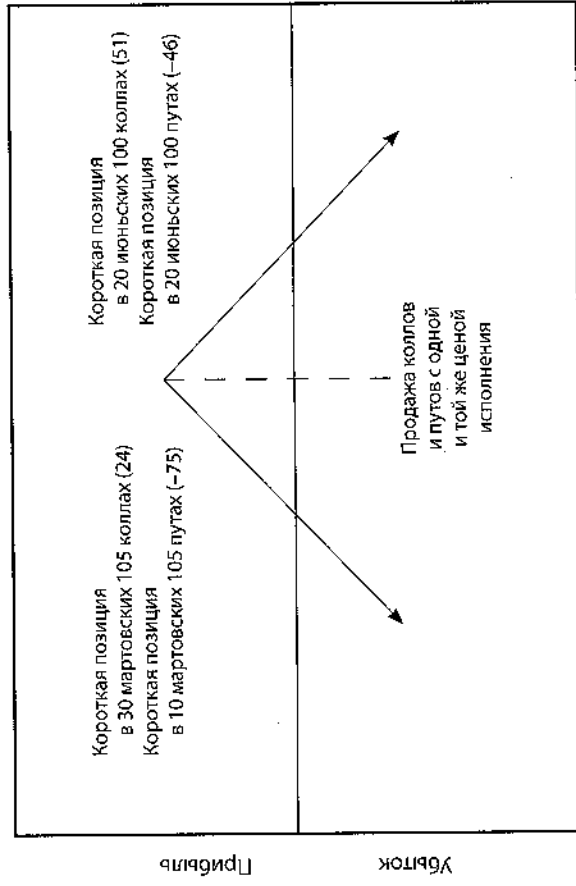 Прибыль
Убыток
Короткая позиция
в 30 мартовских 105 коллах (24)
Короткая позиция
в 10 мартовских 105 путах (–75)
Короткая позиция
в 20 июньских 100 коллах (51)
Короткая позиция
в 20 июньских 100 путах (–46)
Продажа коллов
и путов с одной
и той же ценой
исполнения